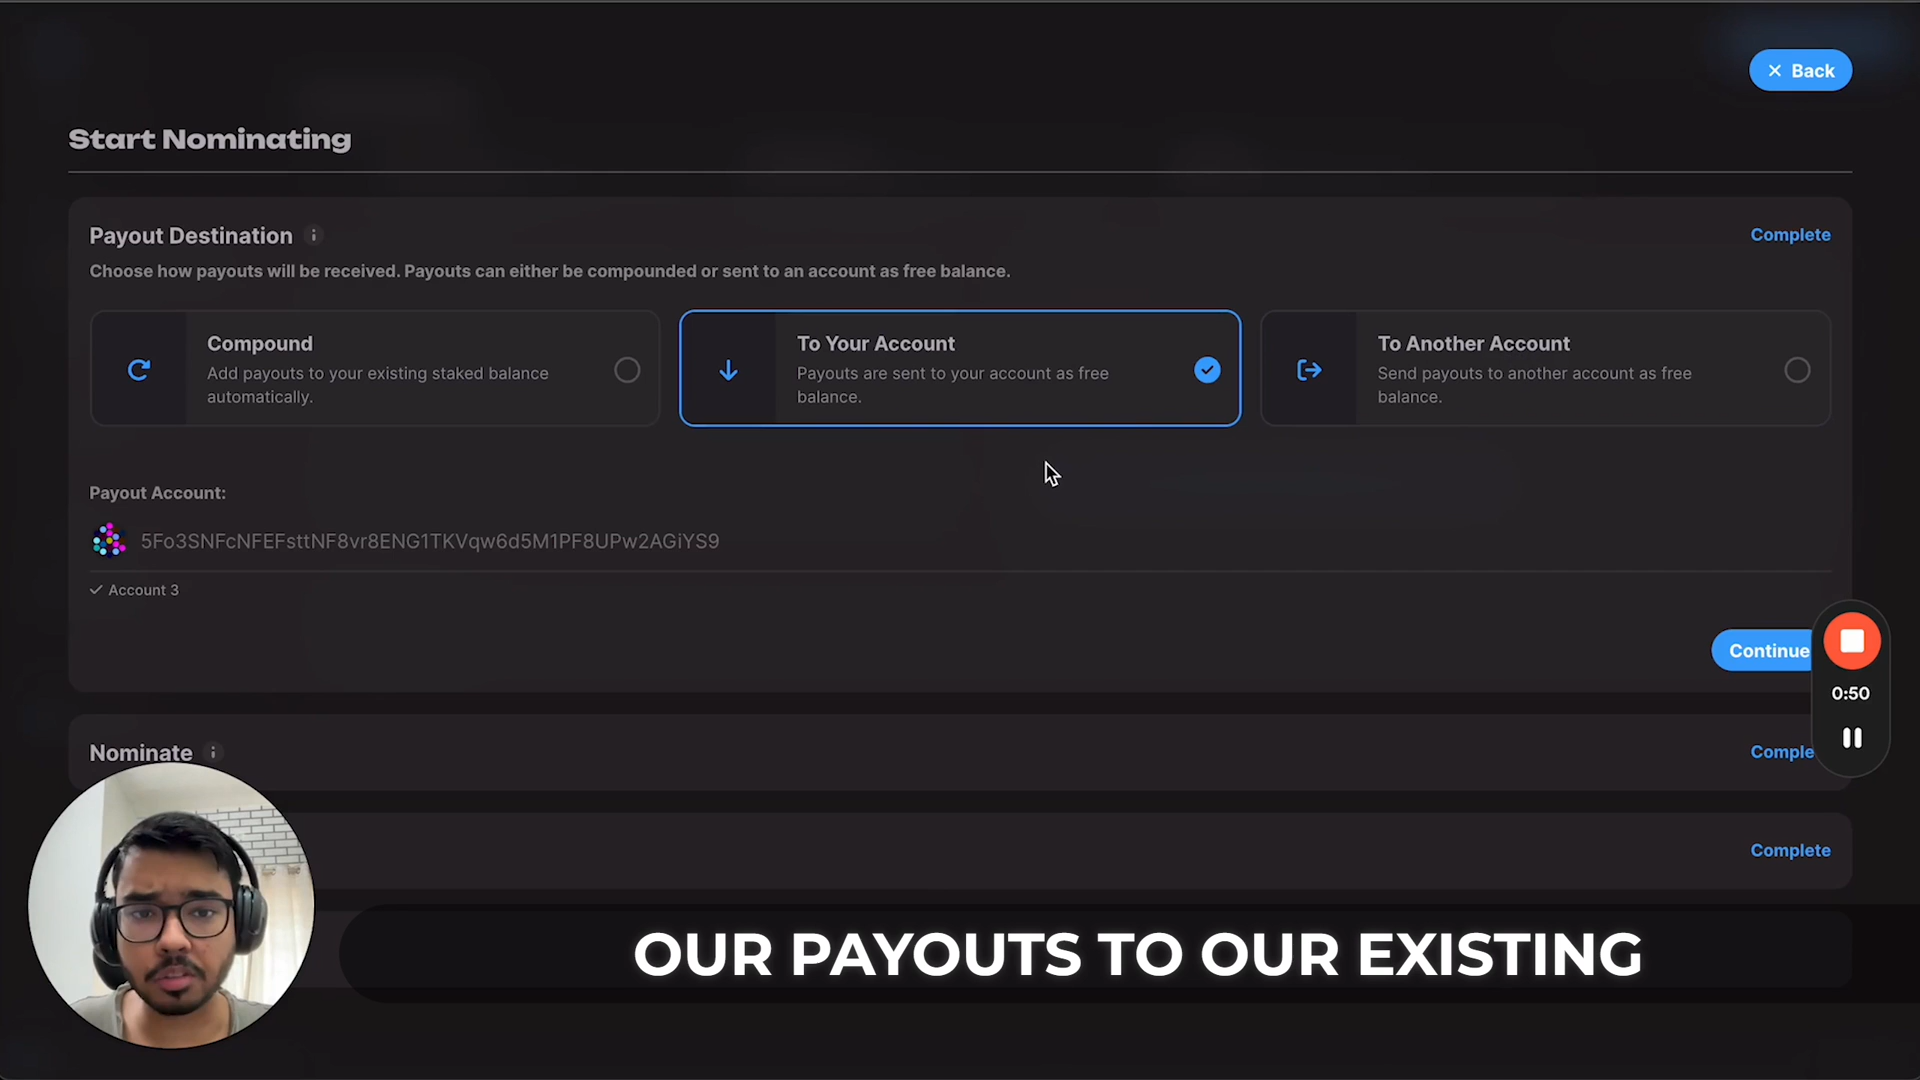 Back
Start Nominating
Payout Destination
Complete
Choose how payouts will be received. Payouts can either be compounded or sent to an account as free balance.
Compound
Add payouts to your existing staked balance
automatically.
To Your Account
Payouts are sent to your account as free
balance.
To Another Account
Send payouts to another account as free
balance.
Payout Account:
5Fo3SNFcNFEFsttNF8vr8ENG1TKVqw6d5M1PF8UPw2AGiYS9
Account 3
Continue
0:50
Nominate
Comple
Complete
OUR PAYOUTS TO OUR EXISTING